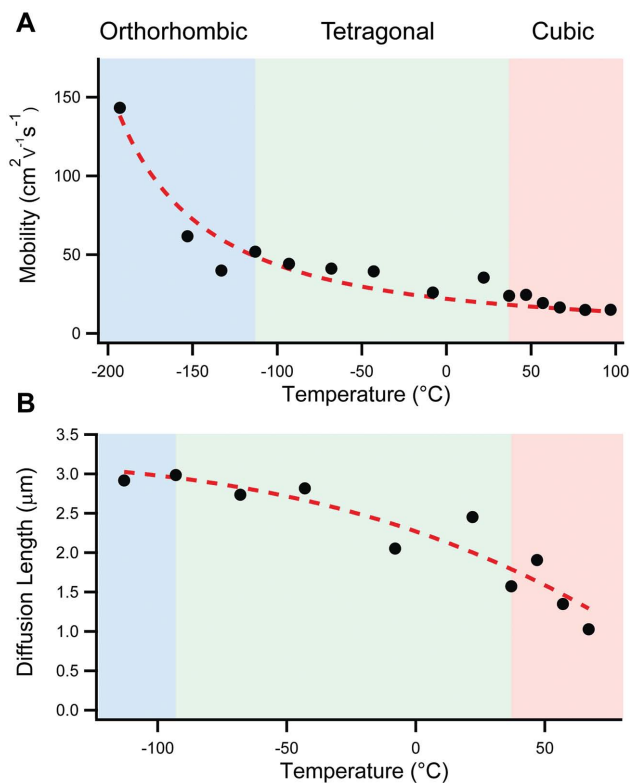 A
Orthorhombic Tetragonal Cubic
Mobility (cm²V⁻¹s⁻¹)
150
100
50
0
-200 -150 -100 -50 0 50 100
Temperature (°C)
B
Diffusion Length (μm)
3.5
3.0
2.5
2.0
1.5
1.0
0.5
0.0
-100 -50 0 50
Temperature (°C)